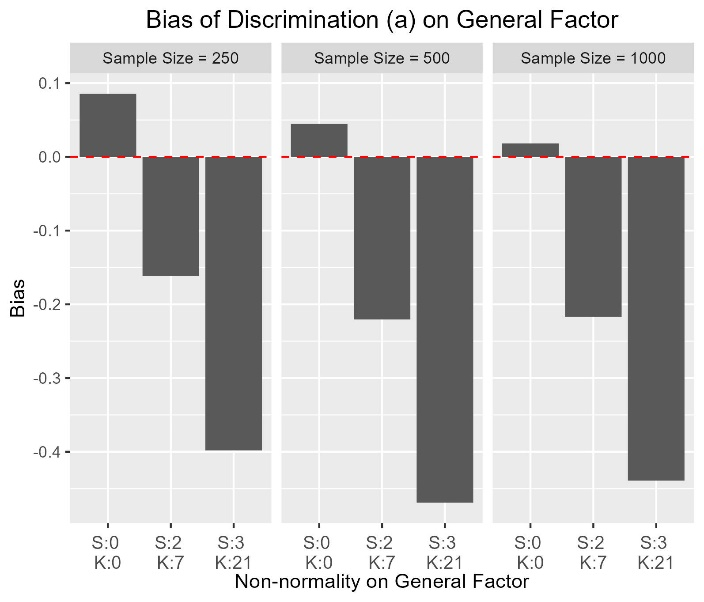 Bias of Discrimination (a) on General Factor
Sample Size = 250
Sample Size = 500
Sample Size = 1000
Bias
0.1
0.0
-0.1
-0.2
-0.3
-0.4
S:0 S:2 S:3 S:0 S:2 S:3 S:0 S:2 S:3
K:0 K:7 K:21 K:0 K:7 K:21 K:0 K:7 K:21
Non-normality on General Factor